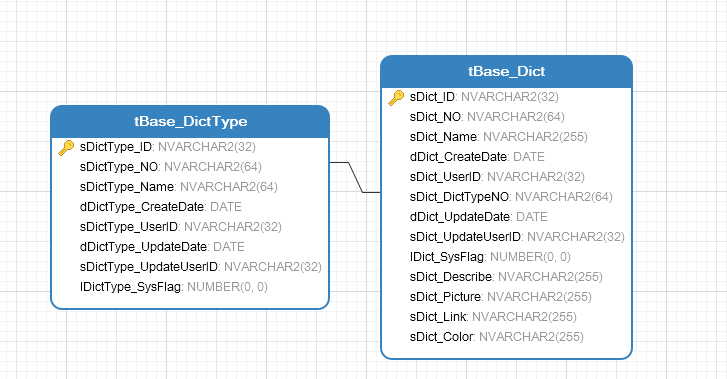 tBase_DictType
sDictType_ID: NVARCHAR2(32)
sDictType_NO: NVARCHAR2(64)
sDictType_Name: NVARCHAR2(64)
dDictType_CreateDate: DATE
sDictType_UserID: NVARCHAR2(32)
dDictType_UpdateDate: DATE
sDictType_UpdateUserID: NVARCHAR2(32)
lDictType_SysFlag: NUMBER(0, 0)
tBase_Dict
sDict_ID: NVARCHAR2(32)
sDict_NO: NVARCHAR2(64)
sDict_Name: NVARCHAR2(255)
dDict_CreateDate: DATE
sDict_UserID: NVARCHAR2(32)
sDict_DictTypeNO: NVARCHAR2(64)
dDict_UpdateDate: DATE
sDict_UpdateUserID: NVARCHAR2(32)
lDict_SysFlag: NUMBER(0, 0)
sDict_Describe: NVARCHAR2(255)
sDict_Picture: NVARCHAR2(255)
sDict_Link: NVARCHAR2(255)
sDict_Color: NVARCHAR2(255)